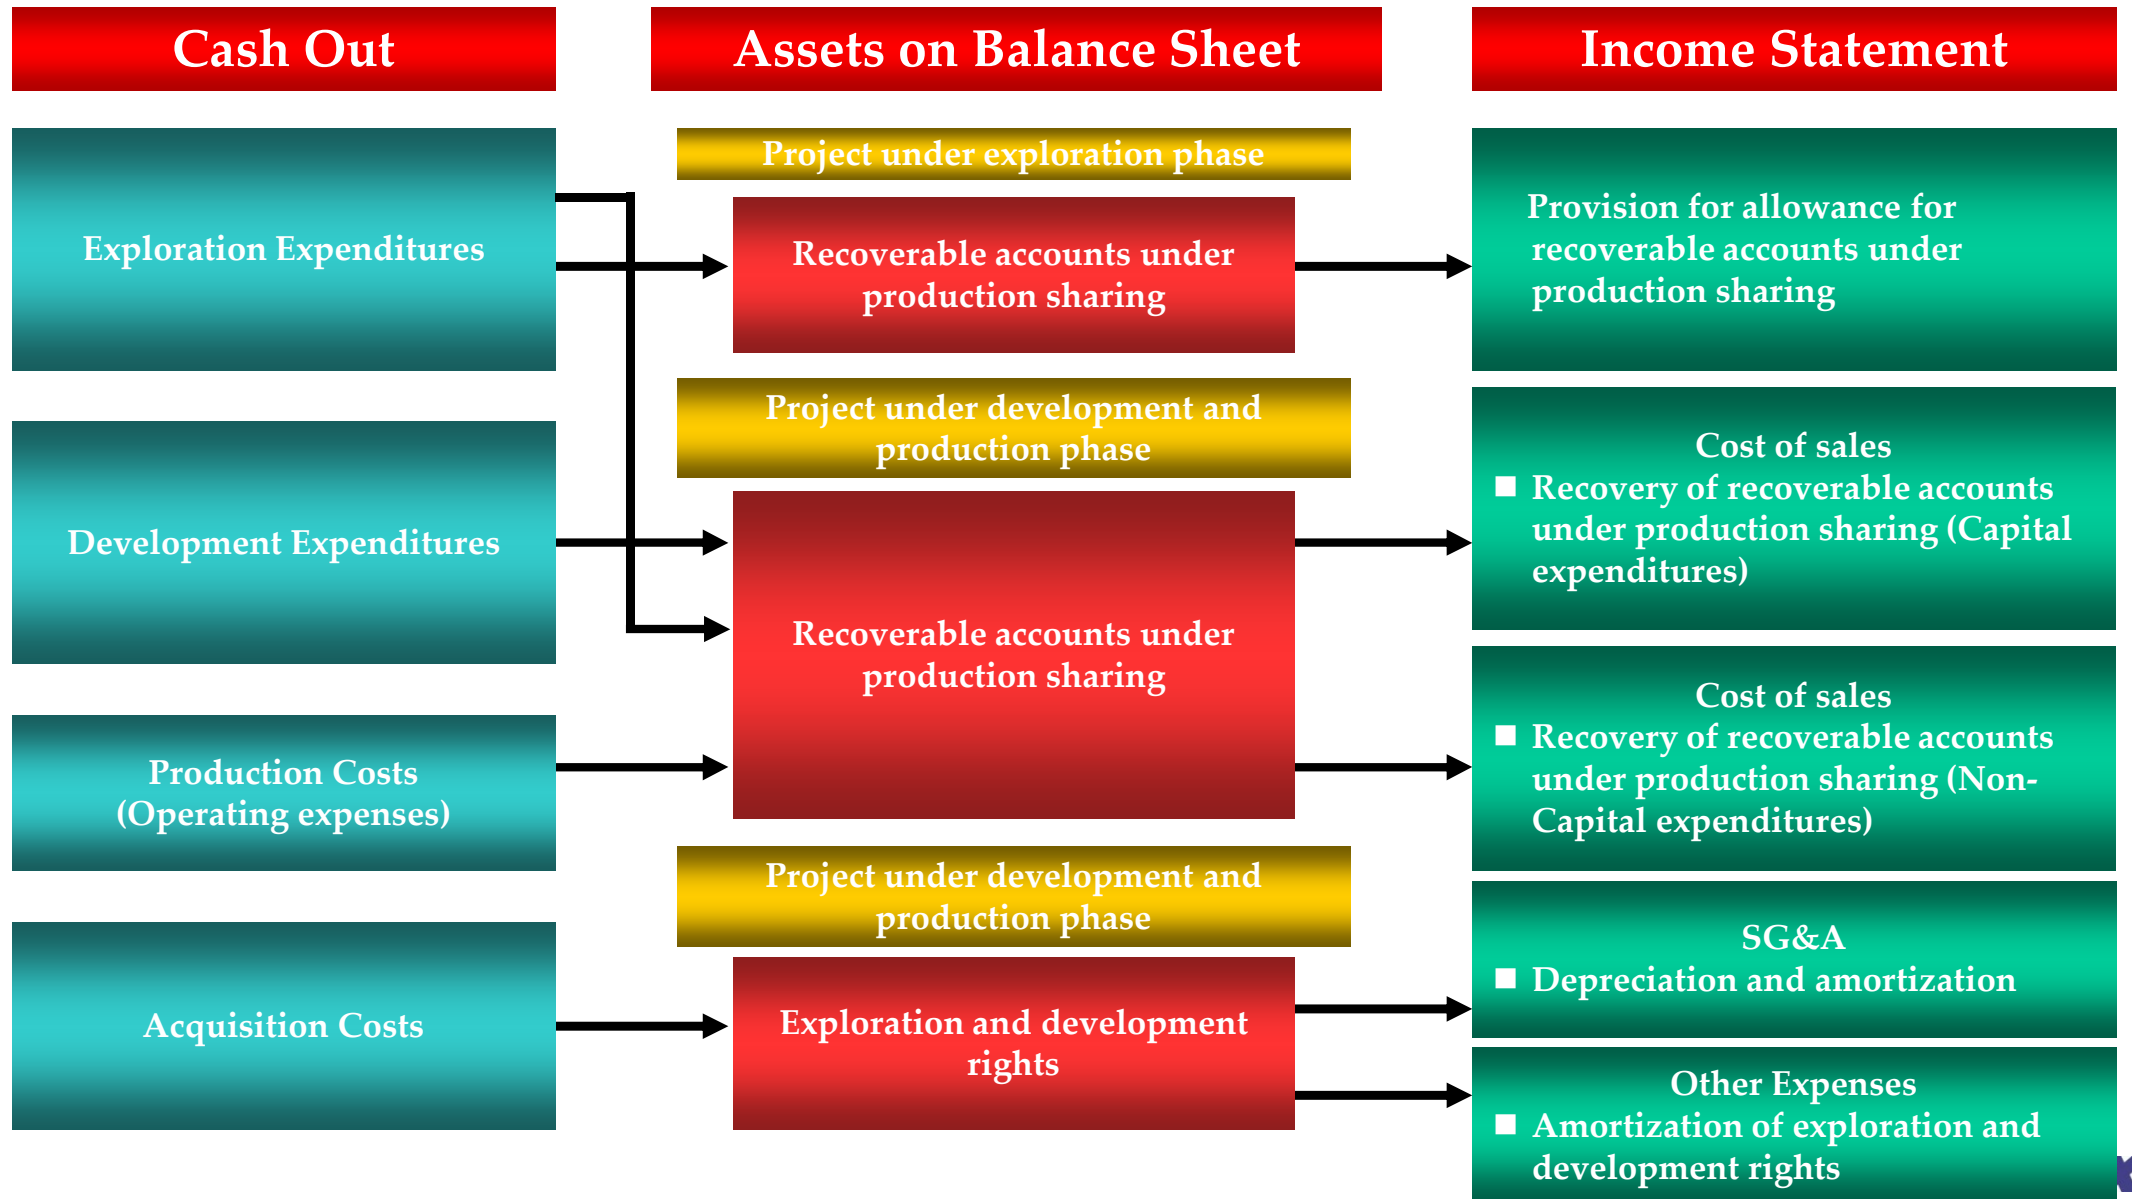 Cash Out
Assets on Balance Sheet
Income Statement
Exploration Expenditures
Development Expenditures
Production Costs
(Operating expenses)
Acquisition Costs
Project under exploration phase
Recoverable accounts under
production sharing
Project under development and
production phase
Recoverable accounts under
production sharing
Project under development and
production phase
Exploration and development
rights
Provision for allowance for
recoverable accounts under
production sharing
Cost of sales
■ Recovery of recoverable accounts
under production sharing (Capital
expenditures)
Cost of sales
■ Recovery of recoverable accounts
under production sharing (Non-
Capital expenditures)
SG&A
■ Depreciation and amortization
Other Expenses
■ Amortization of exploration and
development rights